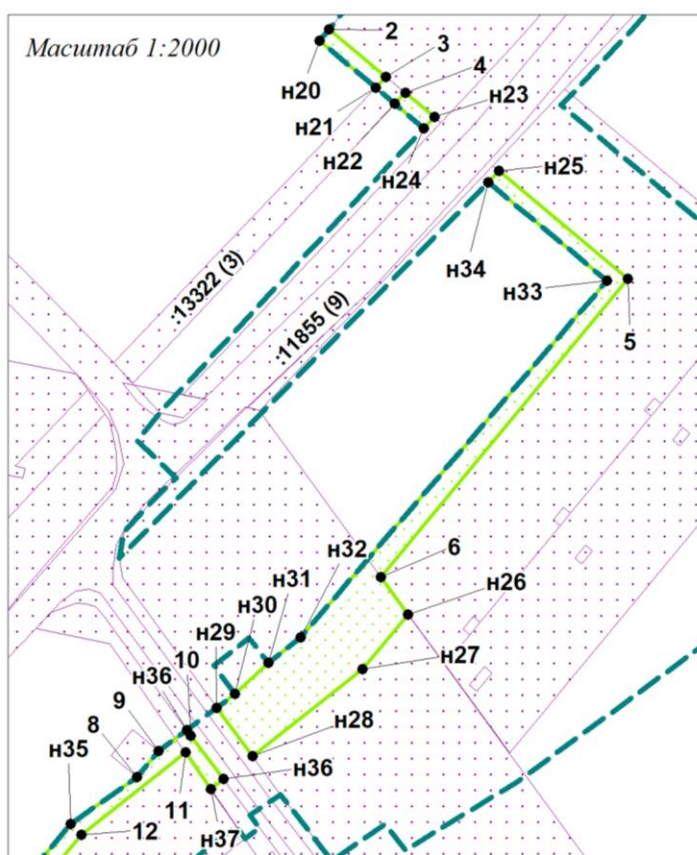 Масштаб 1:2000
2
3
4
н20
н23
н21
н22
н24
н25
н34
н33
5
:13322 (3)
:11855 (9)
6
н32
н26
н31
н30
н29
н27
10
н36
9
н28
8
н35
н36
11
12
н37